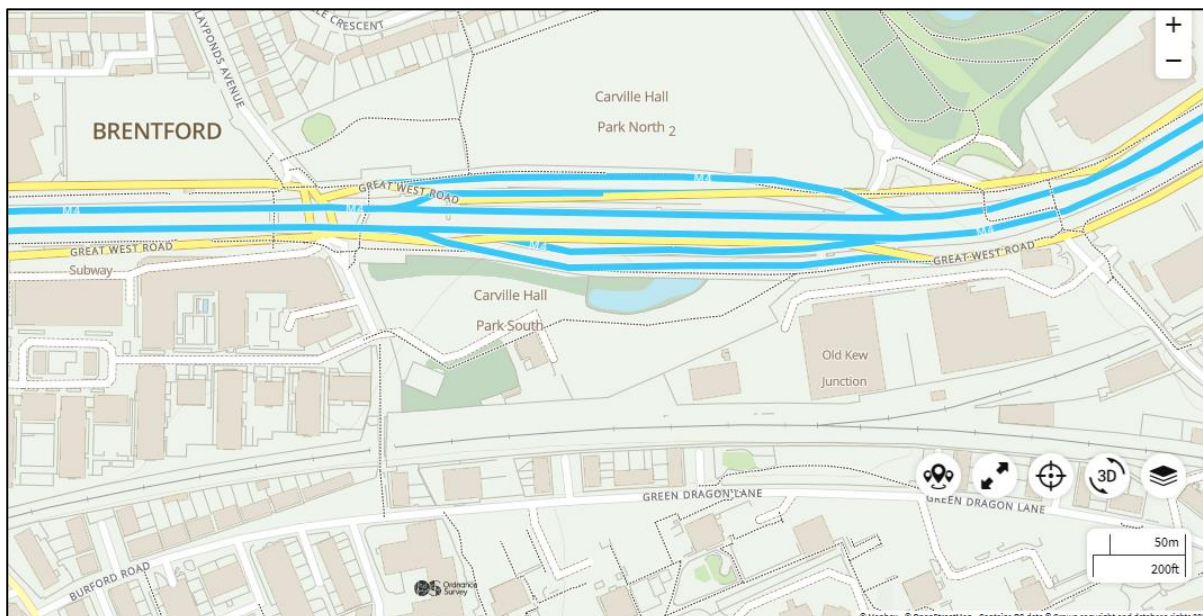 CRESCENT
LAYPONDS AVENUE
+
−
Carville Hall
Park North 2
BRENTFORD
M4
GREAT WEST ROAD
M4
M4
M4
M4
GREAT WEST ROAD
GREAT WEST ROAD
Subway
Carville Hall
Park South
Old Kew
Junction
3D
GREEN DRAGON LANE
GREEN DRAGON LANE
50m
200ft
BURFORD ROAD
Ordnance
Survey